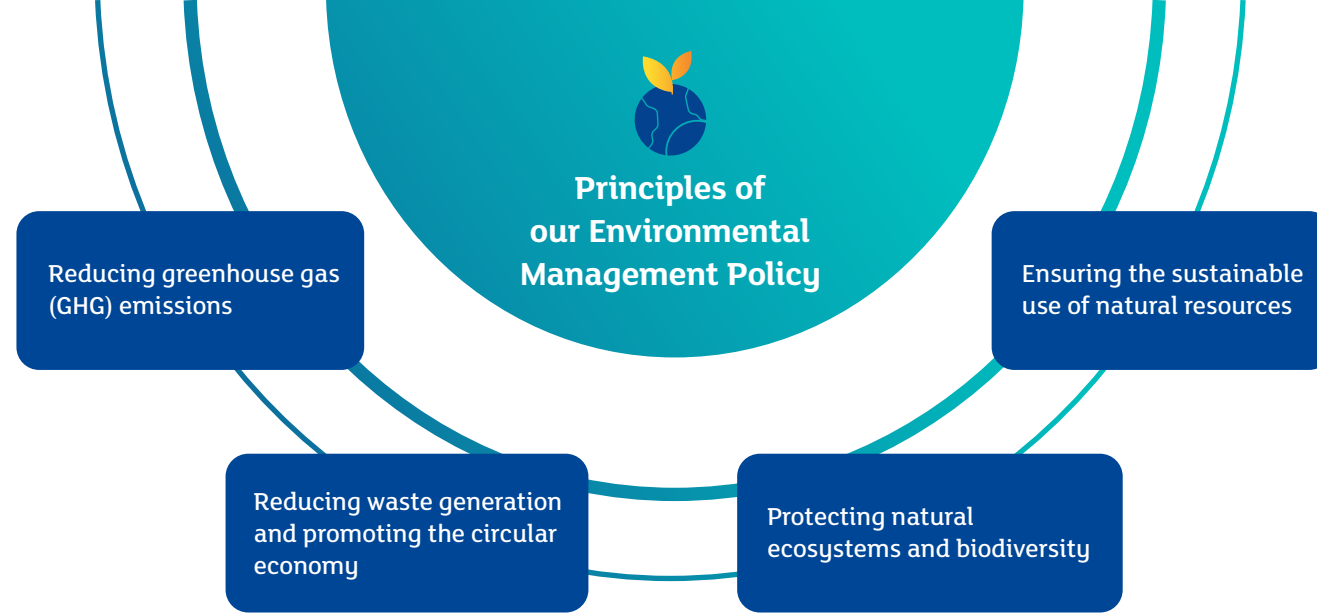 Principles of
our Environmental
Management Policy
Reducing greenhouse gas
(GHG) emissions
Reducing waste generation
and promoting the circular
economy
Protecting natural
ecosystems and biodiversity
Ensuring the sustainable
use of natural resources